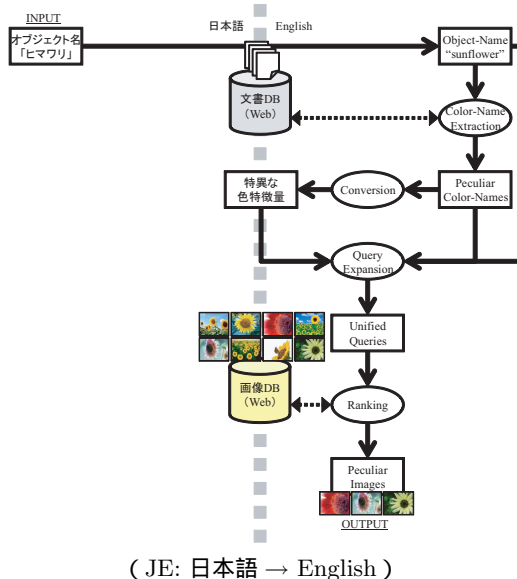 INPUT
オブジェクト名
「ヒマワリ」
日本語
English
Object-Name
“sunflower”
文書DB
（Web）
Color-Name
Extraction
特異な
色特徴量
Conversion
Peculiar
Color-Names
Query
Expansion
Unified
Queries
画像DB
（Web）
Ranking
Peculiar
Images
OUTPUT
( JE: 日本語 → English )